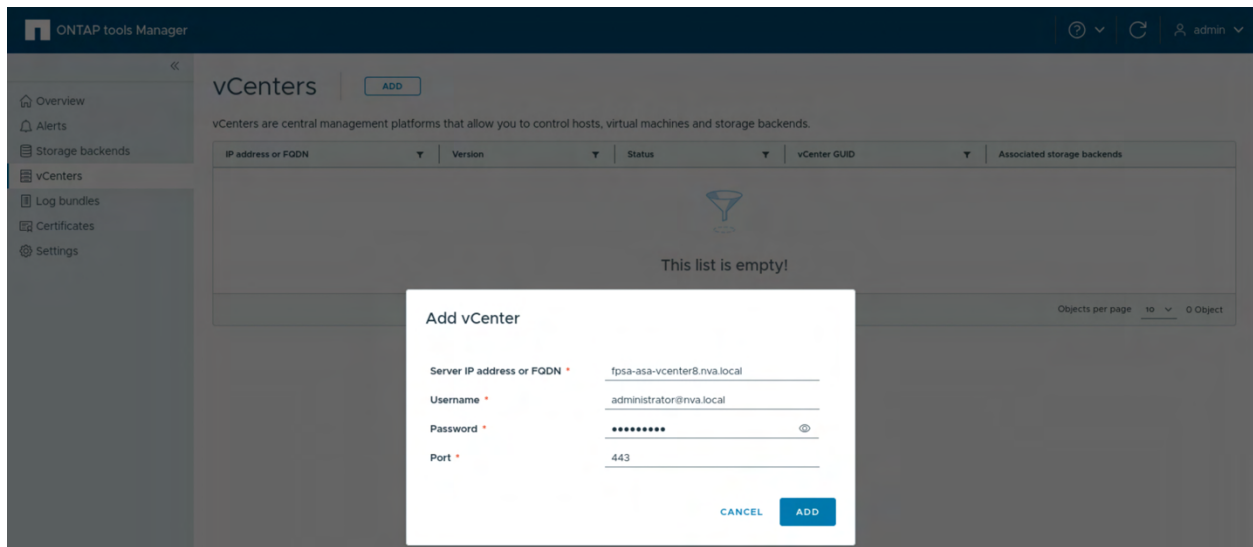 ONTAP tools Manager
admin
Overview
Alerts
Storage backends
vCenters
Log bundles
Certificates
Settings
vCenters
ADD
vCenters are central management platforms that allow you to control hosts, virtual machines and storage backends.
IP address or FQDN Version Status vCenter GUID Associated storage backends
This list is empty!
Objects per page 10 0 Object
Add vCenter
Server IP address or FQDN * fpsa-asa-vcenter8.nva.local
Username * administrator@nva.local
Password * •••••••••
Port * 443
CANCEL ADD